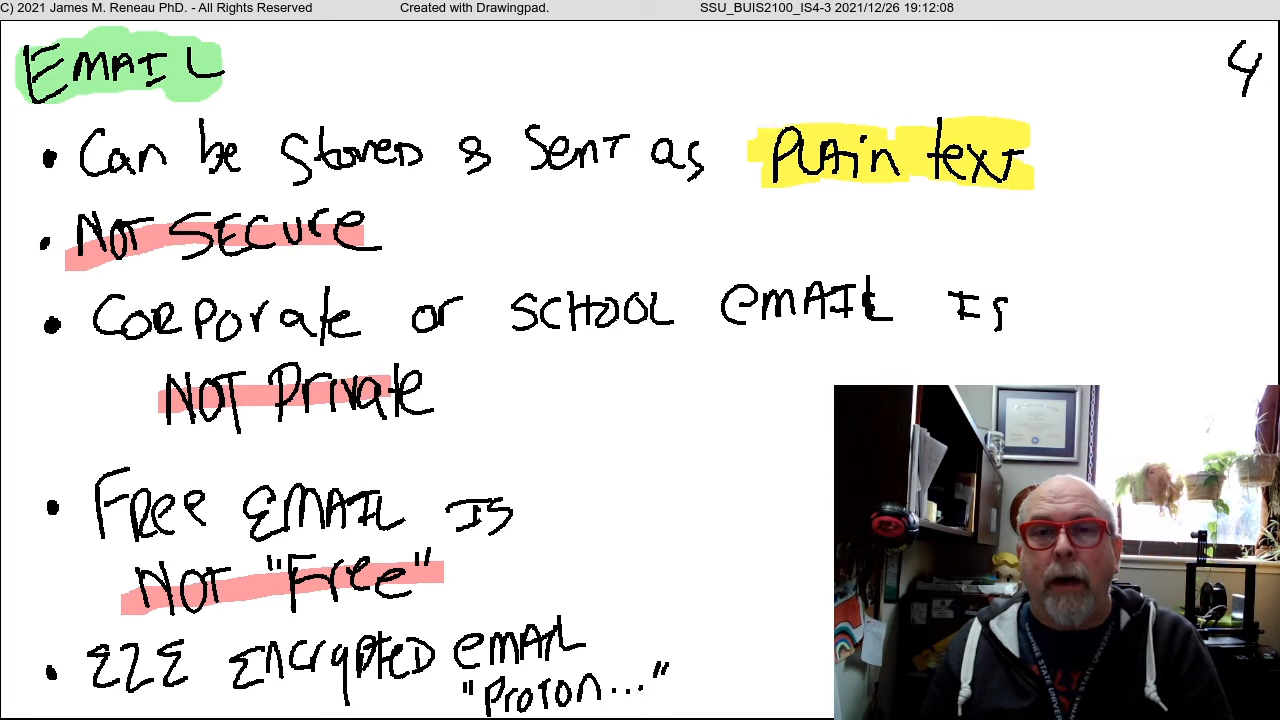 C) 2021 James M. Reneau PhD. - All Rights Reserved Created with Drawingpad. SSU_BUIS2100_IS4-3 2021/12/26 19:12:08
EMAIL 4
• Can be stored & sent as Plain text
• NOT SECURE
• Corporate or SCHOOL email is
NOT Private
• Free EMAIL IS
NOT "Free"
• E2E Encrypted email
"Proton..."
STATE UNIVERSITY